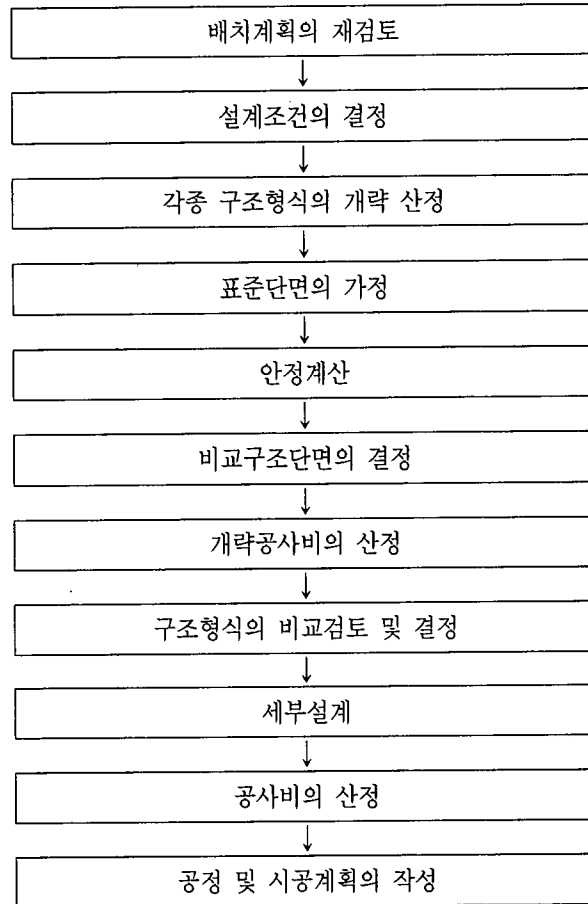 배치계획의 재검토
설계조건의 결정
각종 구조형식의 개략 산정
표준단면의 가정
안정계산
비교구조단면의 결정
개략공사비의 산정
구조형식의 비교검토 및 결정
세부설계
공사비의 산정
공정 및 시공계획의 작성